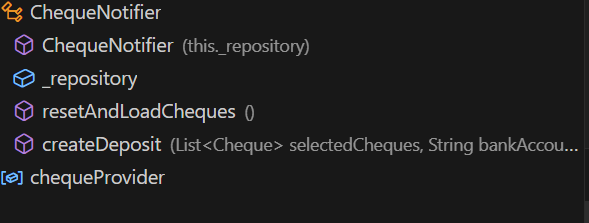 ChequeNotifier
ChequeNotifier (this._repository)
_repository
resetAndLoadCheques ()
createDeposit (List<Cheque> selectedCheques, String bankAccou...
chequeProvider